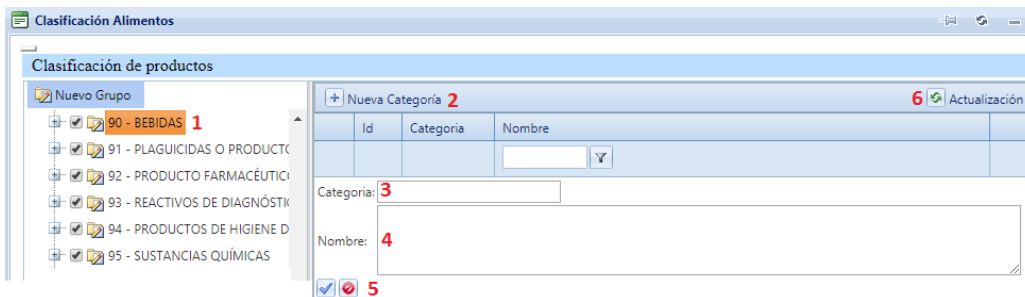 Clasificación Alimentos
Clasificación de productos
Nuevo Grupo
90 - BEBIDAS 1
91 - PLAGUICIDAS O PRODUCTO
92 - PRODUCTO FARMACÉUTIC
93 - REACTIVOS DE DIAGNÓSTI
94 - PRODUCTOS DE HIGIENE D
95 - SUSTANCIAS QUÍMICAS
Nueva Categoría 2
6 Actualización
Id Categoria Nombre
Categoria: 3
Nombre: 4
5